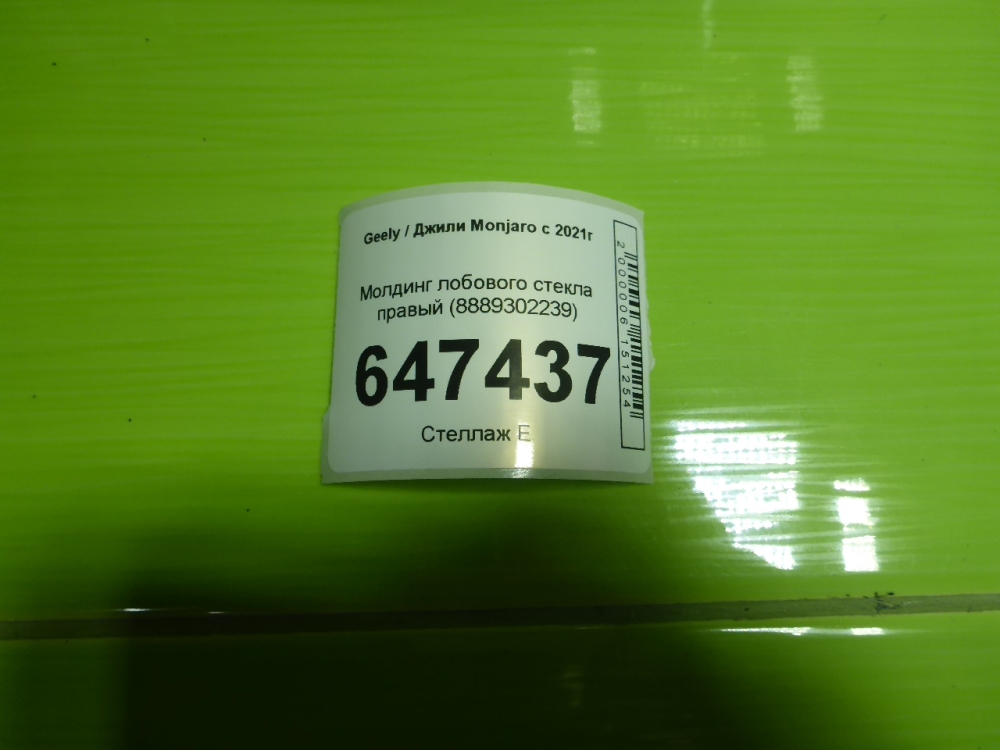 Geely / Джили Monjaro с 2021г
Молдинг лобового стекла
правый (8889302239)
647437
Стеллаж E
2000006151254